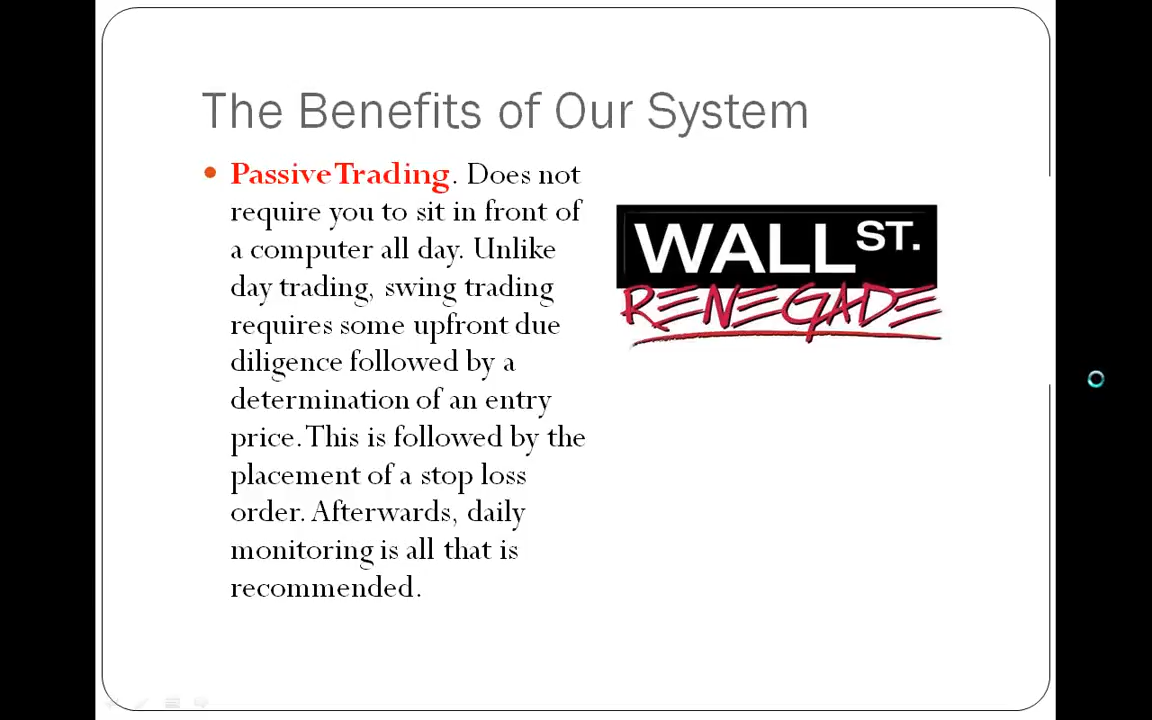 The Benefits of Our System
• Passive Trading. Does not
require you to sit in front of
a computer all day. Unlike
day trading, swing trading
requires some upfront due
diligence followed by a
determination of an entry
price. This is followed by the
placement of a stop loss
order. Afterwards, daily
monitoring is all that is
recommended.
WALL ST.
RENEGADE